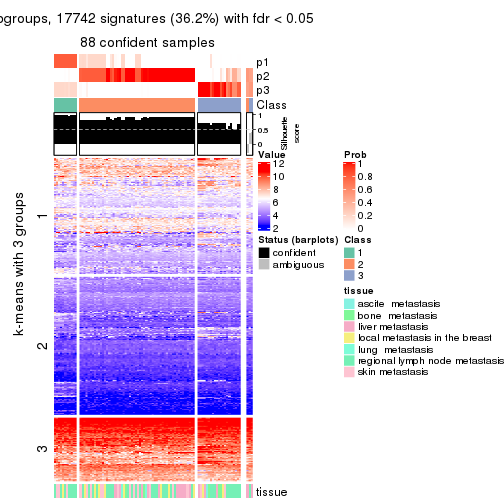 ogroups, 17742 signatures (36.2%) with fdr < 0.05
88 confident samples
p1
p2
p3
Class
1
0.5
0
Silhouette
score
k-means with 3 groups
1
2
3
tissue
Value
12
10
8
6
4
2
Prob
1
0.8
0.6
0.4
0.2
0
Status (barplots)
confident
ambiguous
Class
1
2
3
tissue
ascite metastasis
bone metastasis
liver metastasis
local metastasis in the breast
lung metastasis
regional lymph node metastasis
skin metastasis